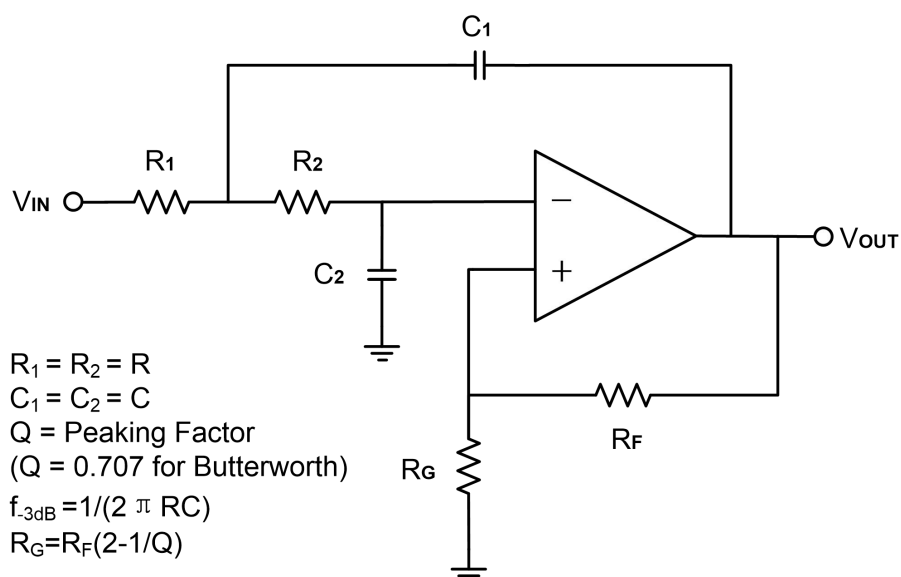 C1
R1
R2
VIN
−
+
VOUT
C2
RF
RG
R1 = R2 = R
C1 = C2 = C
Q = Peaking Factor
(Q = 0.707 for Butterworth)
f-3dB =1/(2 π RC)
RG=RF(2-1/Q)